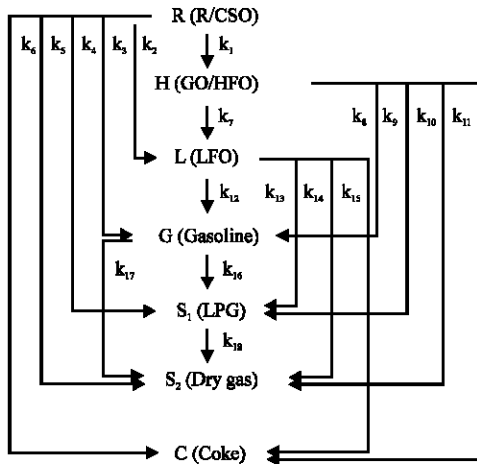 R (R/CSO)
k₆ k₅ k₄ k₃ k₂ k₁
H (GO/HFO)
k₇ k₈ k₉ k₁₀ k₁₁
L (LFO)
k₁₂ k₁₃ k₁₄ k₁₅
G (Gasoline)
k₁₇ k₁₆
S₁ (LPG)
k₁₈
S₂ (Dry gas)
C (Coke)